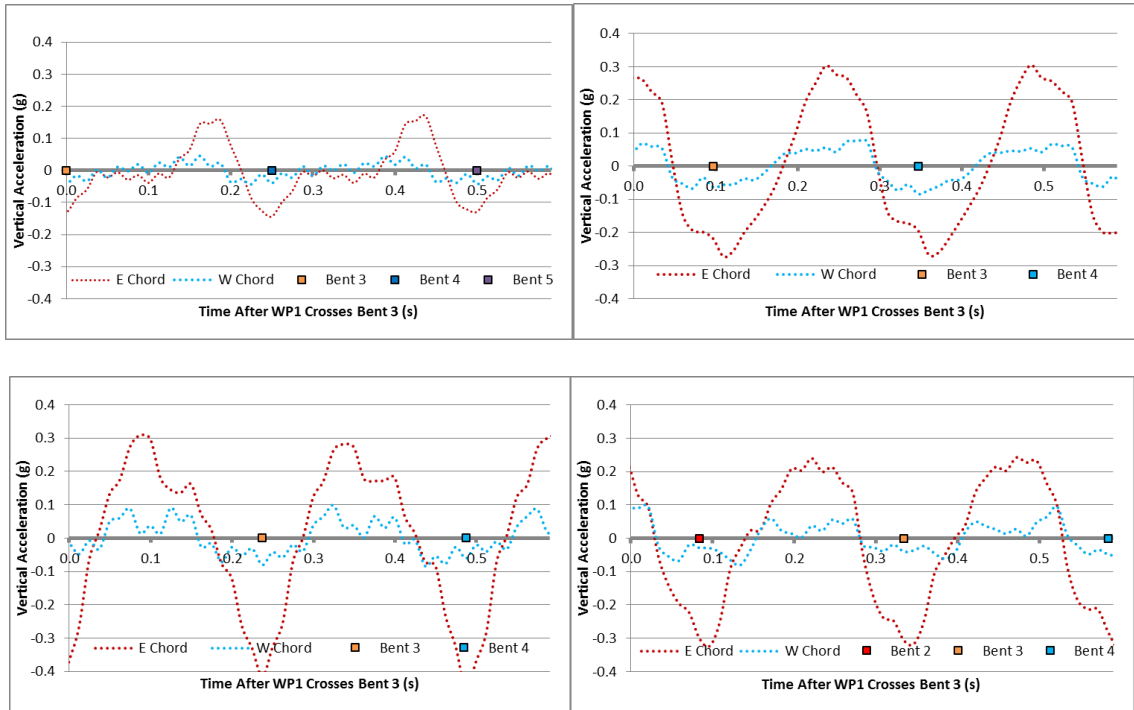 Vertical Acceleration (g)
0.4
0.3
0.2
0.1
0
-0.1
-0.2
-0.3
-0.4
0.0 0.1 0.2 0.3 0.4 0.5
E Chord W Chord Bent 3 Bent 4 Bent 5
Time After WP1 Crosses Bent 3 (s)
Vertical Acceleration (g)
0.4
0.3
0.2
0.1
0
-0.1
-0.2
-0.3
-0.4
0.0 0.1 0.2 0.3 0.4 0.5
E Chord W Chord Bent 3 Bent 4
Time After WP1 Crosses Bent 3 (s)
Vertical Acceleration (g)
0.4
0.3
0.2
0.1
0
-0.1
-0.2
-0.3
-0.4
0.0 0.1 0.2 0.3 0.4 0.5
E Chord W Chord Bent 3 Bent 4
Time After WP1 Crosses Bent 3 (s)
Vertical Acceleration (g)
0.4
0.3
0.2
0.1
0
-0.1
-0.2
-0.3
-0.4
0.0 0.1 0.2 0.3 0.4 0.5
E Chord W Chord Bent 2 Bent 3 Bent 4
Time After WP1 Crosses Bent 3 (s)